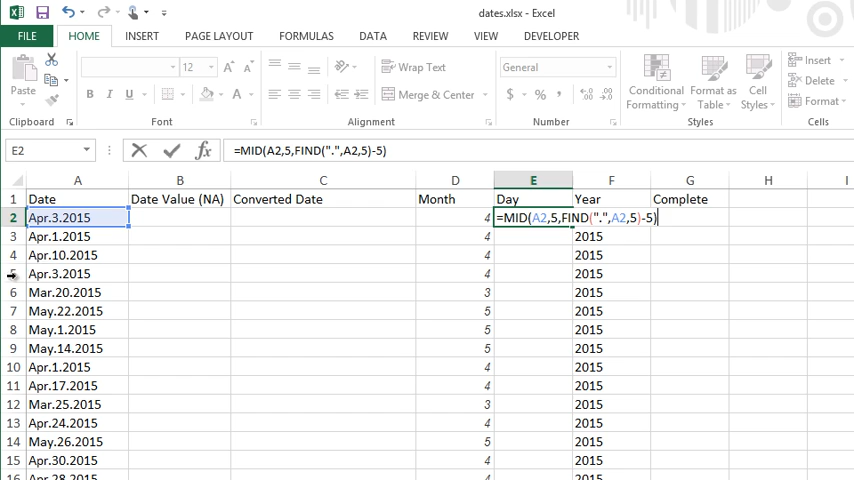 dates.xlsx - Excel
FILE HOME INSERT PAGE LAYOUT FORMULAS DATA REVIEW VIEW DEVELOPER
12 A A Wrap Text General Insert
Paste B I U A Merge & Center $ % , Conditional Formatting Format as Table Cell Styles Delete
Format
Clipboard Font Alignment Number Styles Cells
E2 fx =MID(A2,5,FIND(".",A2,5)-5)
A B C D E F G H I
1 Date Date Value (NA) Converted Date Month Day Year Complete
2 Apr.3.2015 4 =MID(A2,5,FIND(".",A2,5)-5)
3 Apr.1.2015 4 2015
4 Apr.10.2015 4 2015
5 Apr.3.2015 4 2015
6 Mar.20.2015 3 2015
7 May.22.2015 5 2015
8 May.1.2015 5 2015
9 May.14.2015 5 2015
10 Apr.1.2015 4 2015
11 Apr.17.2015 4 2015
12 Mar.25.2015 3 2015
13 Apr.24.2015 4 2015
14 May.26.2015 5 2015
15 Apr.30.2015 4 2015
16 Apr.28.2015 4 2015